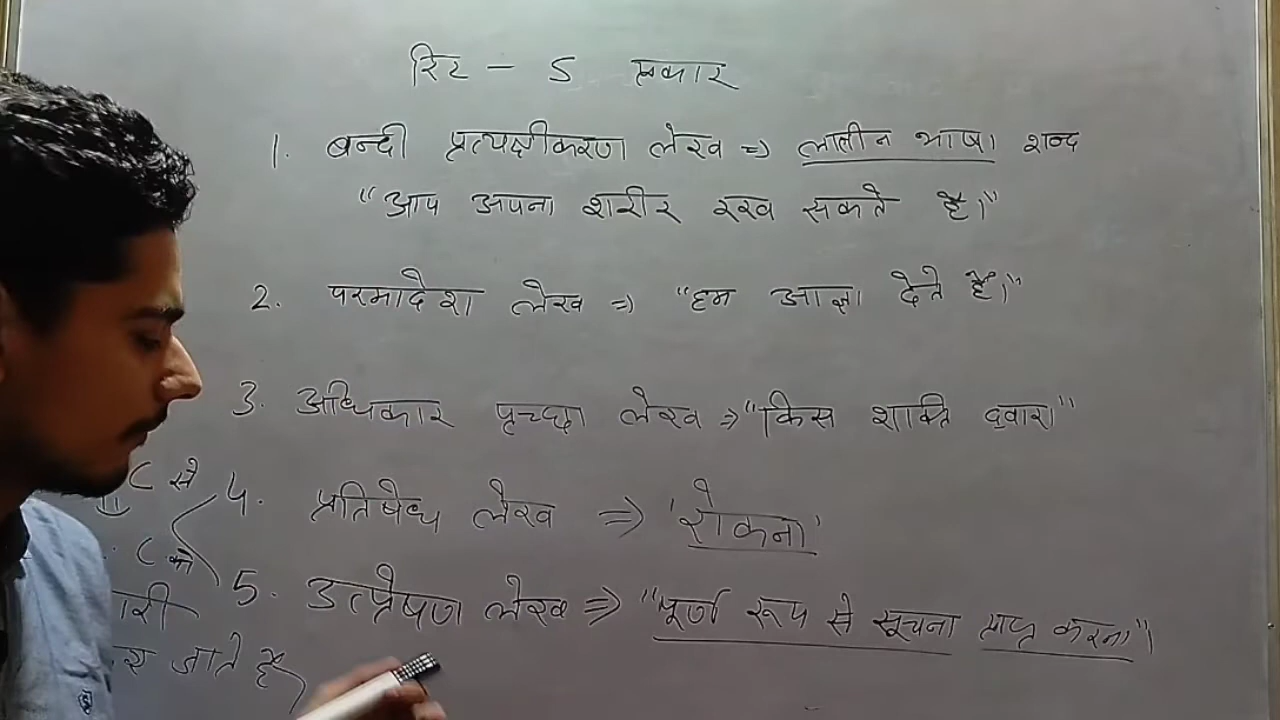 रिट - 5 प्रकार
1. बन्दी प्रत्यक्षीकरण लेख => लातीन भाषा शब्द
"आप अपना शरीर रख सकते है।"
2. परमादेश लेख => "हम आज्ञा देते हैं।"
3. अधिकार पृच्छा लेख => "किस शक्ति द्वारा"
4. प्रतिषेध लेख => 'रोकना'
5. उत्प्रेषण लेख => "पूर्ण रूप से सूचना प्राप्त करना"।
C से
C को
जाते है